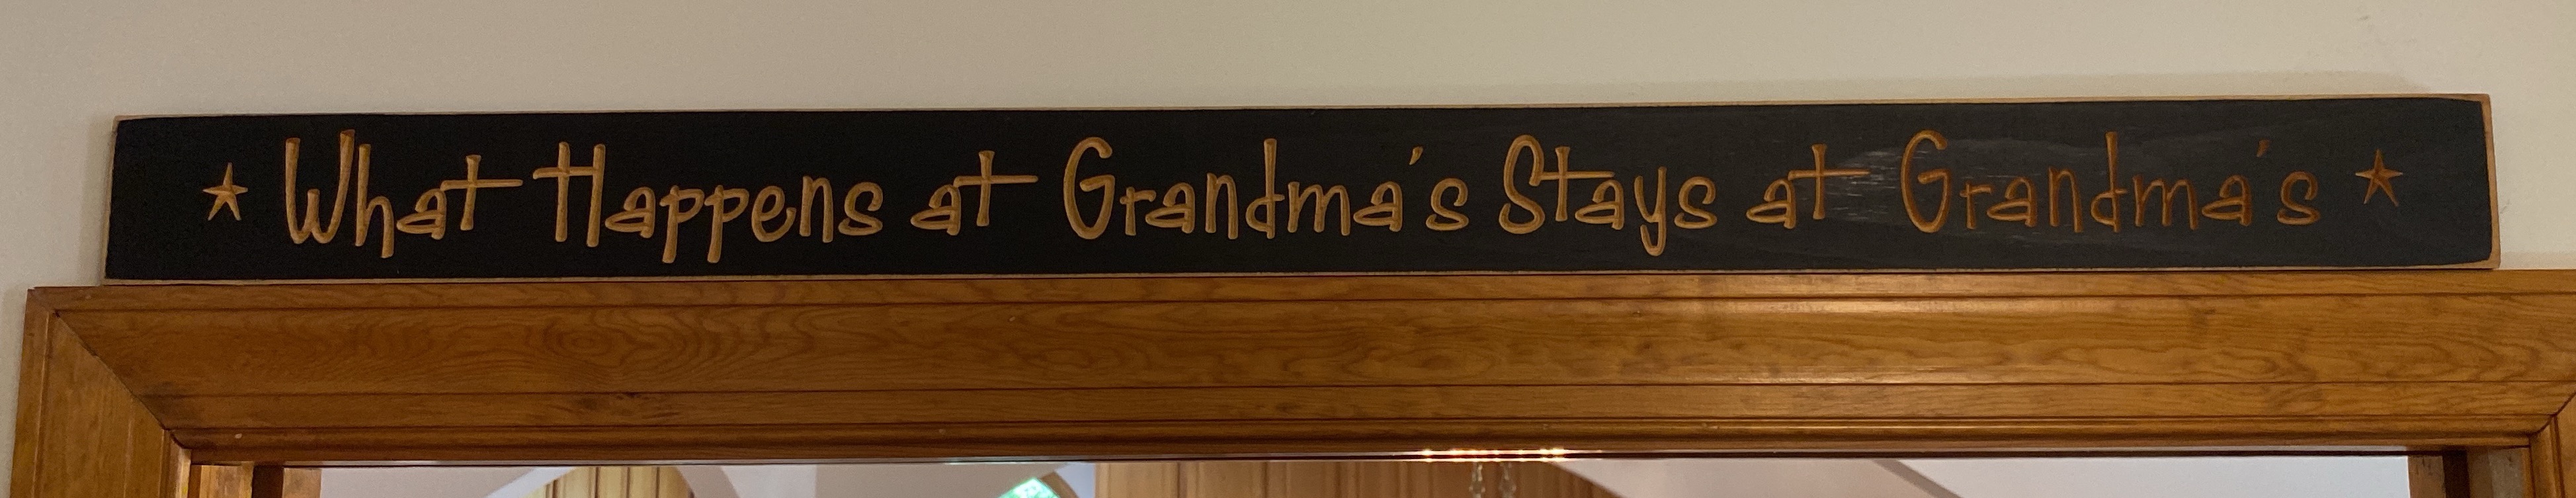 What Happens at Grandma's Stays at Grandma's